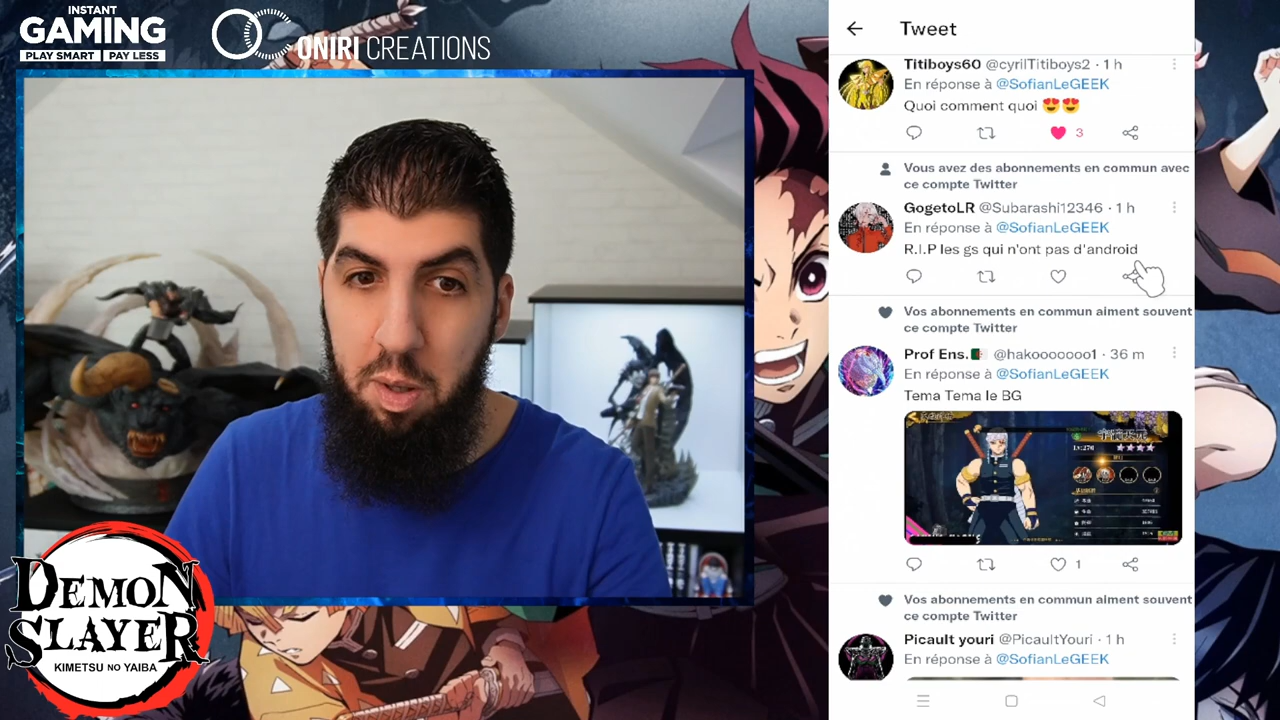 INSTANT
GAMING
PLAY SMART | PAY LESS
ONIRI CREATIONS
DEMON
SLAYER
KIMETSU NO YAIBA
Tweet
Titiboys60 @cyrilTitiboys2 · 1 h
En réponse à @SofianLeGEEK
Quoi comment quoi 😍😍
3
Vous avez des abonnements en commun avec
ce compte Twitter
GogetoLR @Subarashi12346 · 1 h
En réponse à @SofianLeGEEK
R.I.P les gs qui n'ont pas d'android
Vos abonnements en commun aiment souvent
ce compte Twitter
Prof Ens.🇩🇿 @hakooooooo1 · 36 m
En réponse à @SofianLeGEEK
Tema Tema le BG
1
Vos abonnements en commun aiment souvent
ce compte Twitter
Picault youri @PicaultYouri · 1 h
En réponse à @SofianLeGEEK